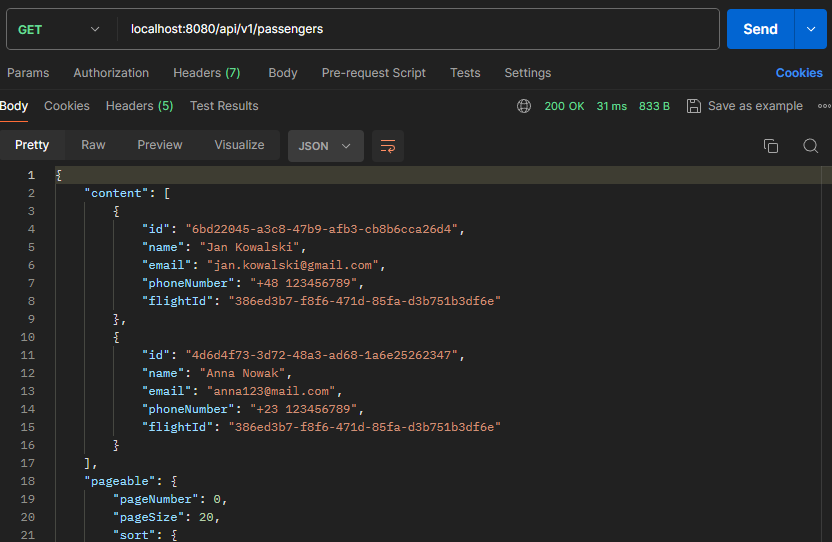 GET localhost:8080/api/v1/passengers Send
Params Authorization Headers (7) Body Pre-request Script Tests Settings Cookies
Body Cookies Headers (5) Test Results 200 OK 31 ms 833 B Save as example
Pretty Raw Preview Visualize JSON
1 {
2 "content": [
3 {
4 "id": "6bd22045-a3c8-47b9-afb3-cb8b6cca26d4",
5 "name": "Jan Kowalski",
6 "email": "jan.kowalski@gmail.com",
7 "phoneNumber": "+48 123456789",
8 "flightId": "386ed3b7-f8f6-471d-85fa-d3b751b3df6e"
9 },
10 {
11 "id": "4d6d4f73-3d72-48a3-ad68-1a6e25262347",
12 "name": "Anna Nowak",
13 "email": "anna123@mail.com",
14 "phoneNumber": "+23 123456789",
15 "flightId": "386ed3b7-f8f6-471d-85fa-d3b751b3df6e"
16 }
17 ],
18 "pageable": {
19 "pageNumber": 0,
20 "pageSize": 20,
21 "sort": {